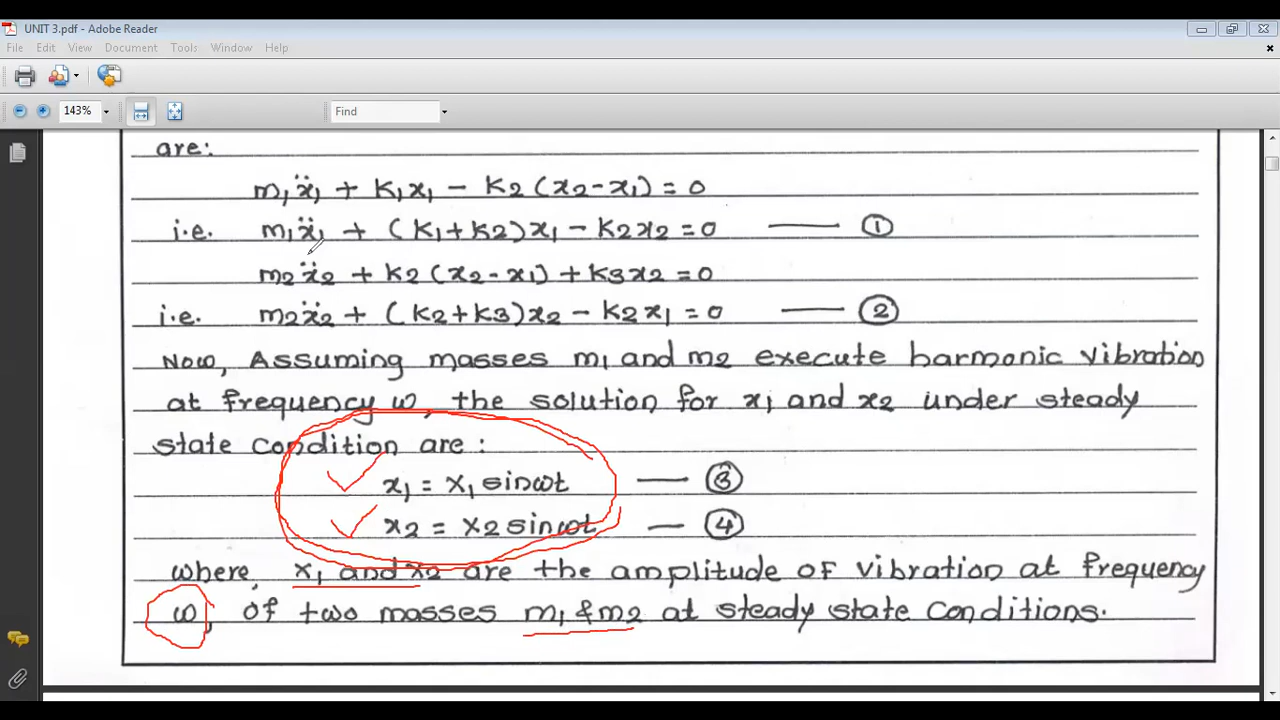 UNIT 3.pdf - Adobe Reader
File Edit View Document Tools Window Help
143% Find
are:
m₁ẍ₁ + K₁x₁ - K₂(x₂-x₁) = 0
i.e. m₁ẍ₁ + (K₁+K₂)x₁ - K₂x₂ = 0 —— ①
m₂ẍ₂ + K₂(x₂-x₁) + K₃x₂ = 0
i.e. m₂ẍ₂ + (K₂+K₃)x₂ - K₂x₁ = 0 —— ②
Now, Assuming masses m₁ and m₂ execute harmonic vibration
at frequency ω, the solution for x₁ and x₂ under steady
state condition are :
x₁ = X₁ sinωt —— ③
x₂ = X₂ sinωt — ④
where, X₁ and X₂ are the amplitude of vibration at frequency
ω, of two masses m₁ & m₂ at steady state conditions.